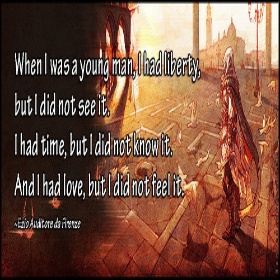 When I was a young man, I had liberty,
but I did not see it.
I had time, but I did not know it.
And I had love, but I did not feel it.
~Ezio Auditore da Firenze